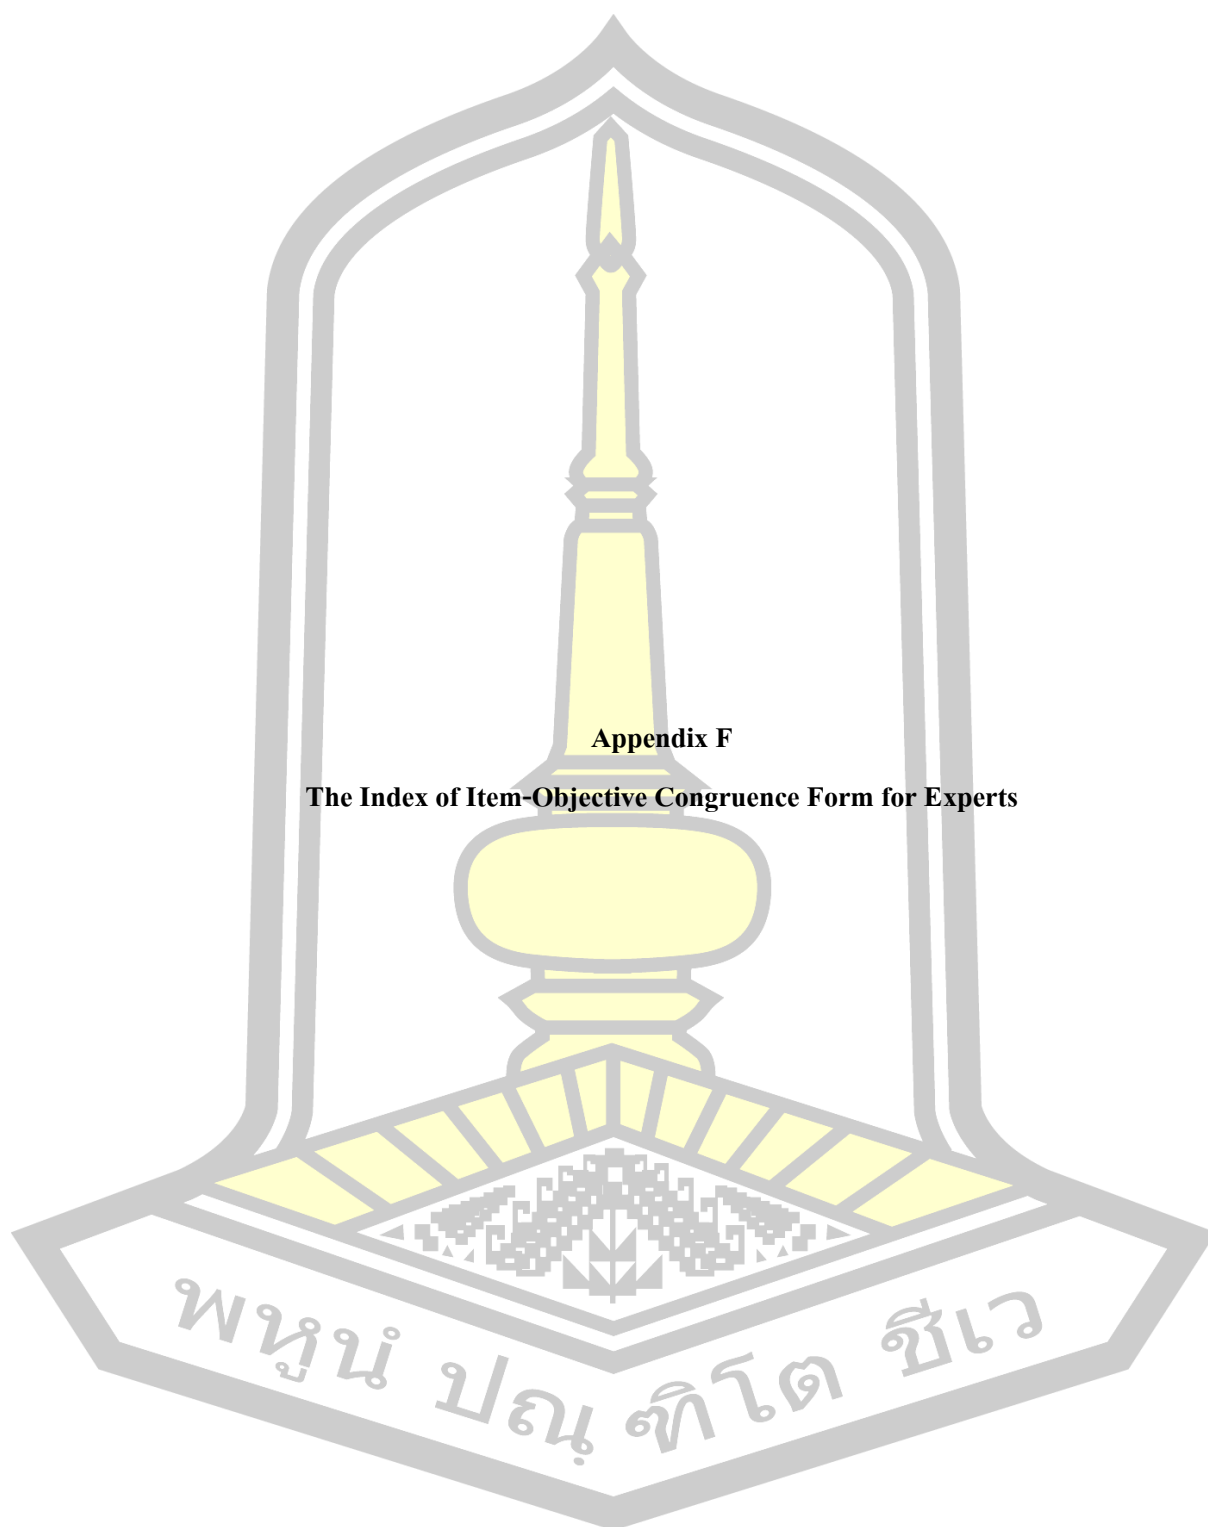 Appendix F
The Index of Item-Objective Congruence Form for Experts
พหูนํ ปณฺฑิโต ชีเว